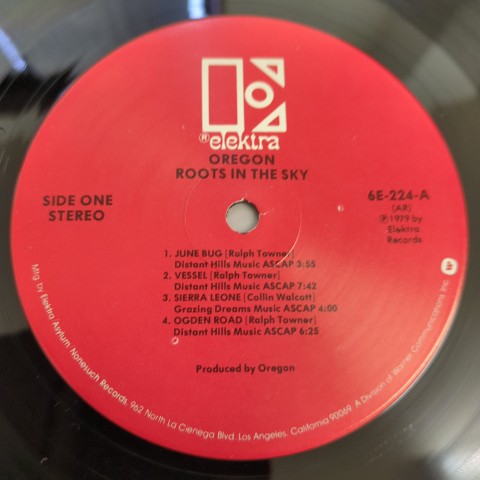 ® elektra
OREGON
ROOTS IN THE SKY
SIDE ONE
STEREO
6E-224-A
(AR)
Ⓟ1979 by
Elektra
Records
1. JUNE BUG [Ralph Towner]
Distant Hills Music ASCAP 3:55
2. VESSEL [Ralph Towner]
Distant Hills Music ASCAP 7:42
3. SIERRA LEONE [Collin Walcott]
Grazing Dreams Music ASCAP 4:00
4. OGDEN ROAD [Ralph Towner]
Distant Hills Music ASCAP 6:25
Produced by Oregon
Mfg. by Elektra/Asylum/Nonesuch Records, 962 North La Cienega Blvd. Los Angeles, California 90069. A Division of Warner Communications Inc.